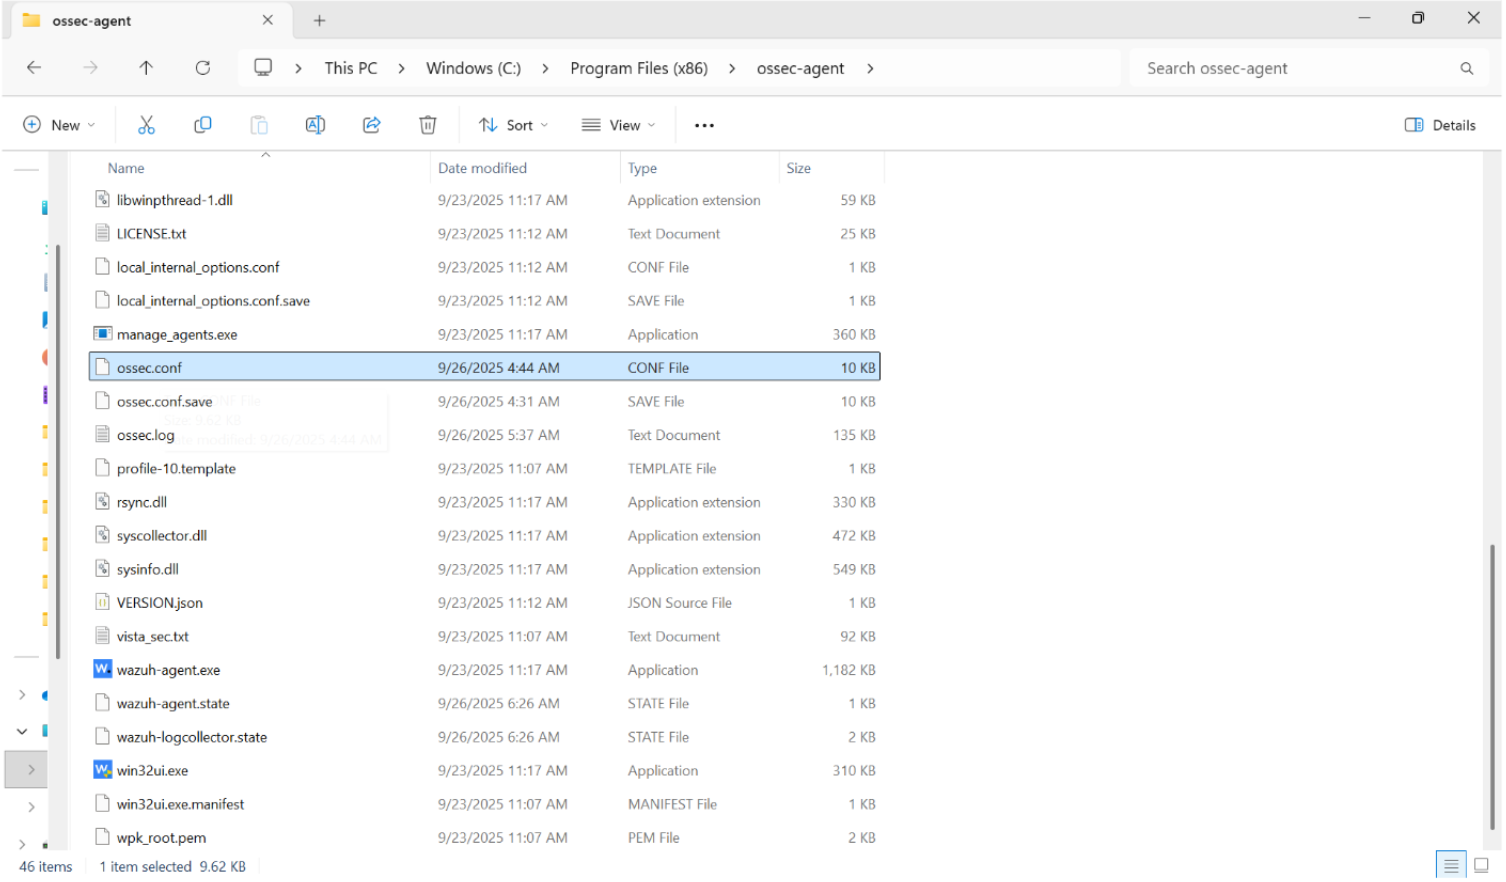 ossec-agent
This PC > Windows (C:) > Program Files (x86) > ossec-agent >
Search ossec-agent
New
Sort
View
Details
Name Date modified Type Size
libwinpthread-1.dll 9/23/2025 11:17 AM Application extension 59 KB
LICENSE.txt 9/23/2025 11:12 AM Text Document 25 KB
local_internal_options.conf 9/23/2025 11:12 AM CONF File 1 KB
local_internal_options.conf.save 9/23/2025 11:12 AM SAVE File 1 KB
manage_agents.exe 9/23/2025 11:17 AM Application 360 KB
ossec.conf 9/26/2025 4:44 AM CONF File 10 KB
ossec.conf.save 9/26/2025 4:31 AM SAVE File 10 KB
Size: 9.62 KB
ossec.log 9/26/2025 5:37 AM Text Document 135 KB
modified: 9/26/2025 4:44 AM
profile-10.template 9/23/2025 11:07 AM TEMPLATE File 1 KB
rsync.dll 9/23/2025 11:17 AM Application extension 330 KB
syscollector.dll 9/23/2025 11:17 AM Application extension 472 KB
sysinfo.dll 9/23/2025 11:17 AM Application extension 549 KB
VERSION.json 9/23/2025 11:12 AM JSON Source File 1 KB
vista_sec.txt 9/23/2025 11:07 AM Text Document 92 KB
wazuh-agent.exe 9/23/2025 11:17 AM Application 1,182 KB
wazuh-agent.state 9/26/2025 6:26 AM STATE File 1 KB
wazuh-logcollector.state 9/26/2025 6:26 AM STATE File 2 KB
win32ui.exe 9/23/2025 11:17 AM Application 310 KB
win32ui.exe.manifest 9/23/2025 11:07 AM MANIFEST File 1 KB
wpk_root.pem 9/23/2025 11:07 AM PEM File 2 KB
46 items 1 item selected 9.62 KB